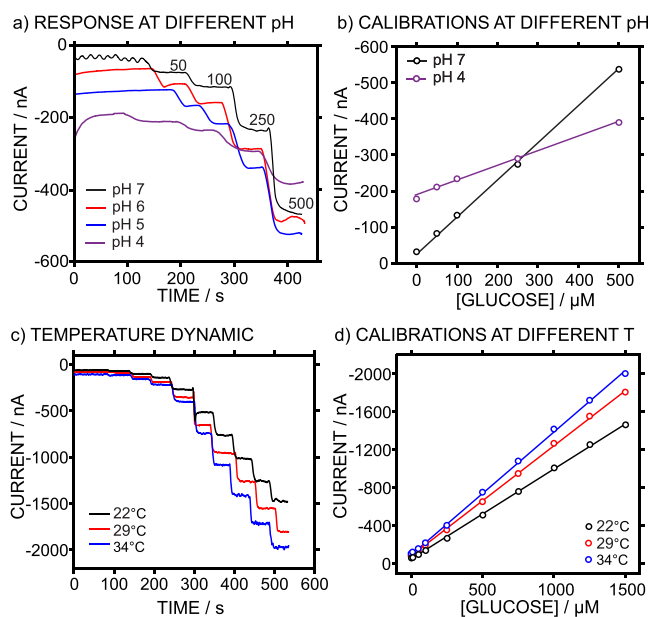 a) RESPONSE AT DIFFERENT pH
0
-200
-400
-600
CURRENT / nA
50
100
250
500
pH 7
pH 6
pH 5
pH 4
0
100
200
300
400
TIME / s
b) CALIBRATIONS AT DIFFERENT pH
-600
-500
-400
-300
-200
-100
0
CURRENT / nA
pH 7
pH 4
0
100
200
300
400
500
[GLUCOSE] / µM
c) TEMPERATURE DYNAMIC
0
-500
-1000
-1500
-2000
CURRENT / nA
22°C
29°C
34°C
0
100
200
300
400
500
600
TIME / s
d) CALIBRATIONS AT DIFFERENT T
-2000
-1600
-1200
-800
-400
0
CURRENT / nA
22°C
29°C
34°C
0
500
1000
1500
[GLUCOSE] / µM